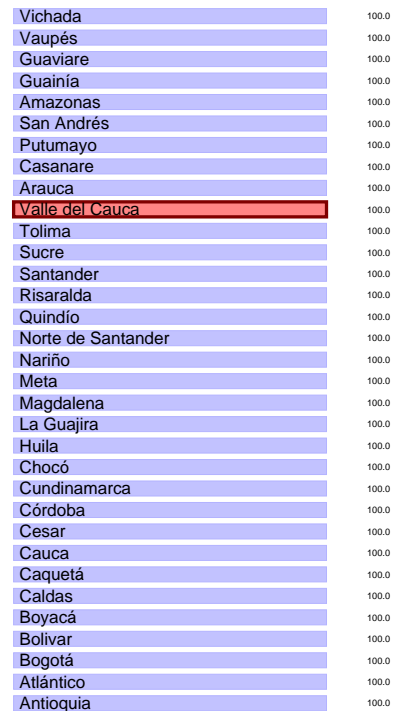 Vichada 100.0
Vaupés 100.0
Guaviare 100.0
Guainía 100.0
Amazonas 100.0
San Andrés 100.0
Putumayo 100.0
Casanare 100.0
Arauca 100.0
Valle del Cauca 100.0
Tolima 100.0
Sucre 100.0
Santander 100.0
Risaralda 100.0
Quindío 100.0
Norte de Santander 100.0
Nariño 100.0
Meta 100.0
Magdalena 100.0
La Guajira 100.0
Huila 100.0
Chocó 100.0
Cundinamarca 100.0
Córdoba 100.0
Cesar 100.0
Cauca 100.0
Caquetá 100.0
Caldas 100.0
Boyacá 100.0
Bolivar 100.0
Bogotá 100.0
Atlántico 100.0
Antioquia 100.0